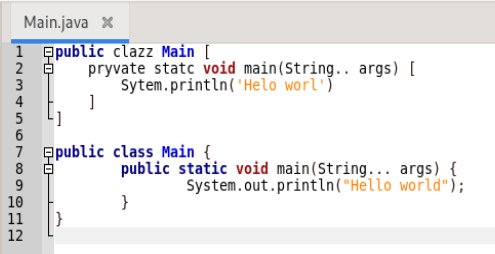 Main.java ✕
1 public clazz Main [
2 pryvate statc void main(String.. args) [
3 Sytem.println('Helo worl')
4 ]
5 ]
6
7 public class Main {
8 public static void main(String... args) {
9 System.out.println("Hello world");
10 }
11 }
12